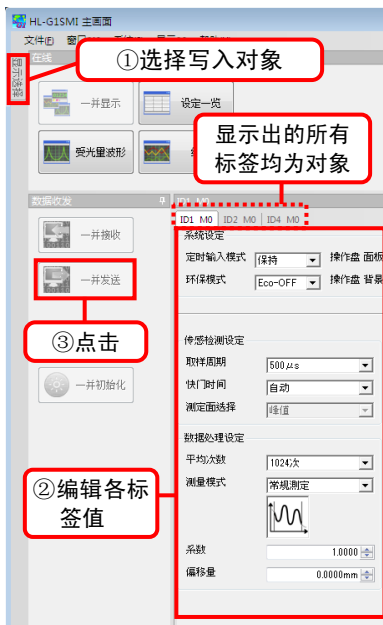 HL-G1SMI 主画面
文件(F)
在线
①选择写入对象
显示选择
一并显示
设定一览
受光量波形
显示出的所有
标签均为对象
数据收发
ID1 M0
ID1 M0 ID2 M0 ID4 M0
一并接收
一并发送
③点击
一并初始化
系统设定
定时输入模式 保持 操作盘 面板
环保模式 Eco-OFF 操作盘 背景
传感检测设定
取样周期 500μs
快门时间 自动
测定面选择 峰值
数据处理设定
平均次数 1024次
测量模式 常规测定
②编辑各标
签值
系数 1.0000
偏移量 0.0000mm